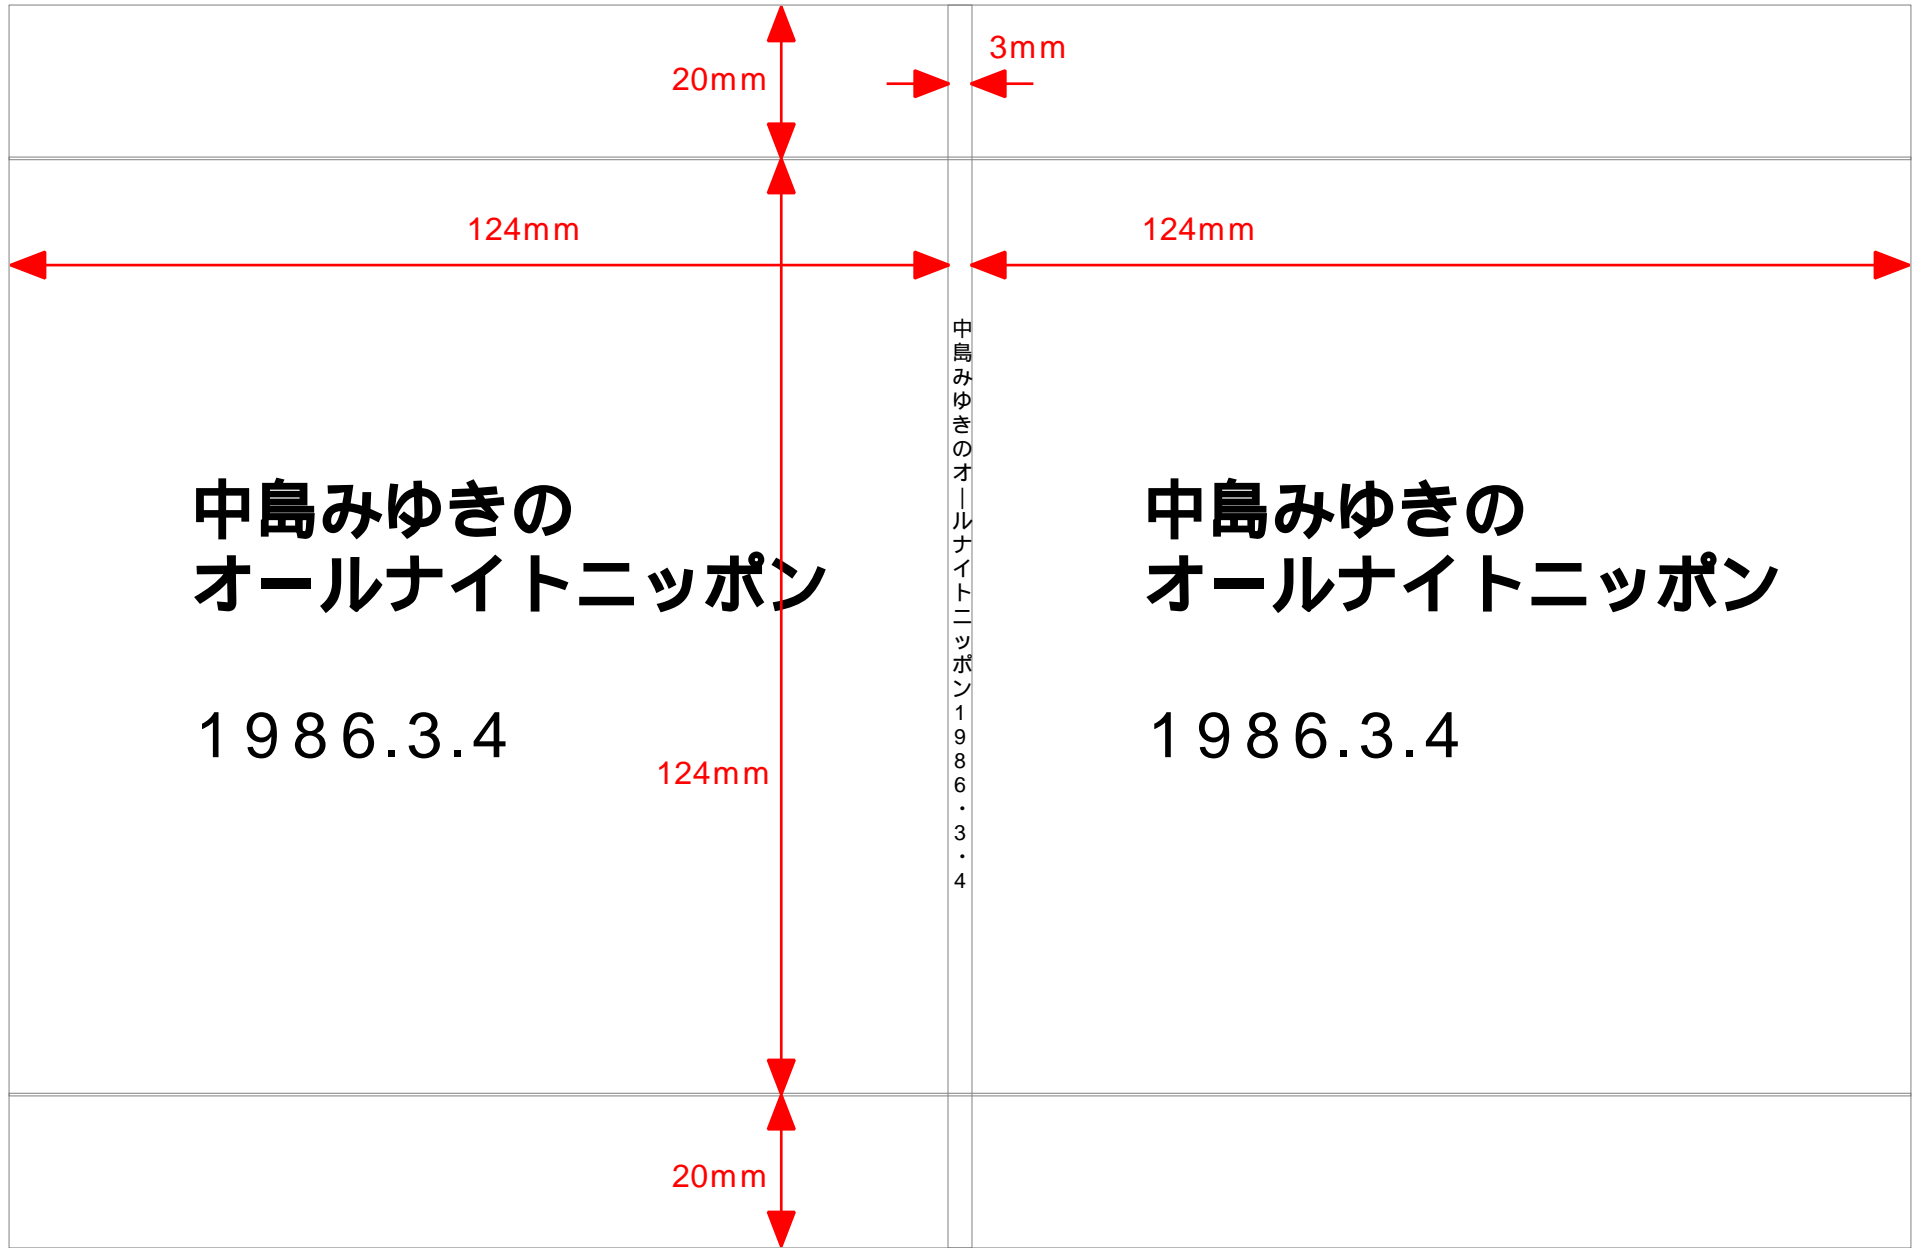 20mm
3mm
124mm
124mm
中島みゆきの
オールナイトニッポン
1986.3.4
124mm
中島みゆきのオールナイトニッポン1986・3・4
中島みゆきの
オールナイトニッポン
1986.3.4
20mm